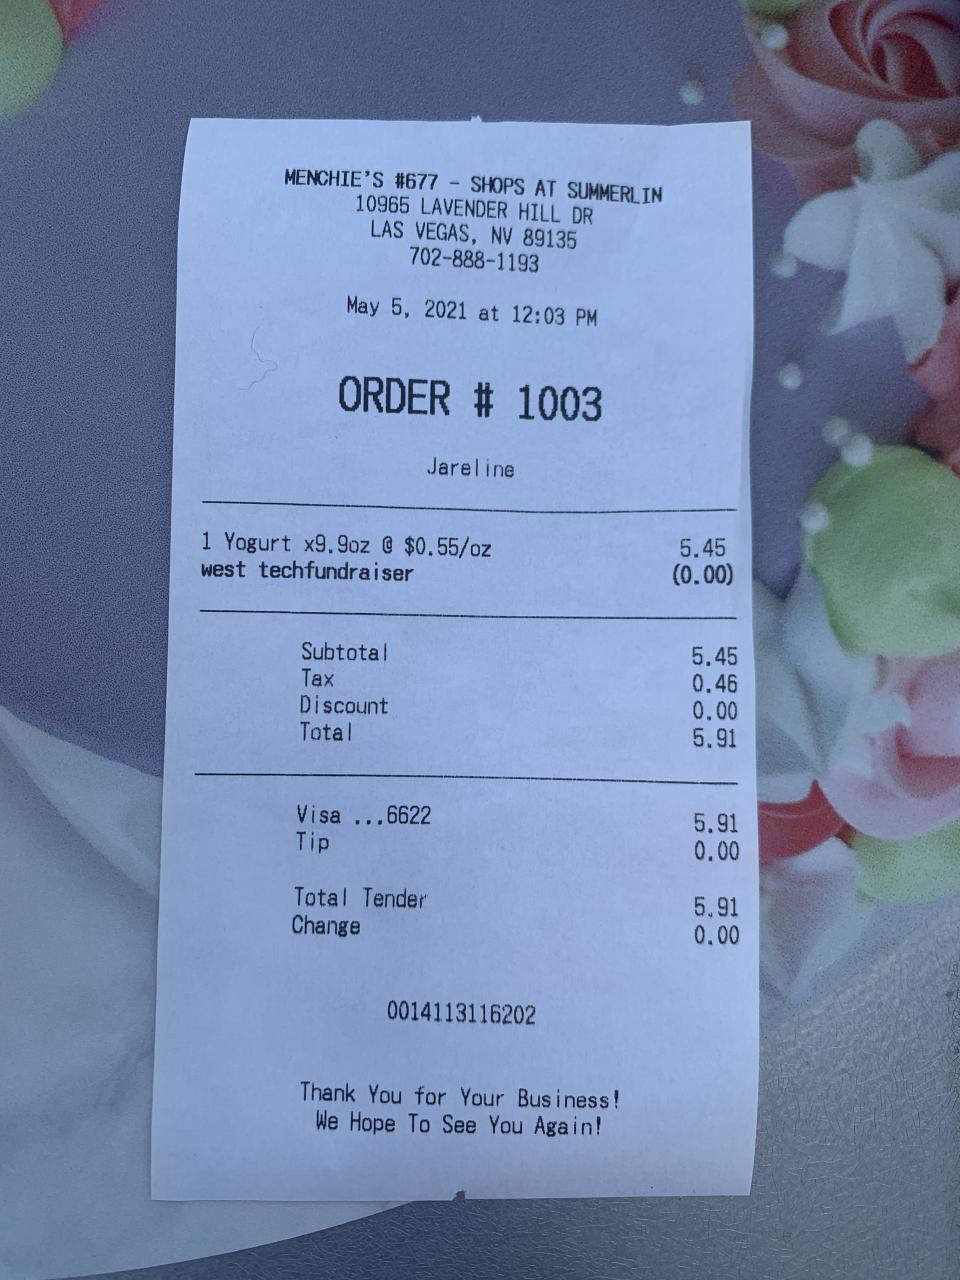 MENCHIE'S #677 - SHOPS AT SUMMERLIN
10965 LAVENDER HILL DR
LAS VEGAS, NV 89135
702-888-1193
May 5, 2021 at 12:03 PM
ORDER # 1003
Jareline
1 Yogurt x9.9oz @ $0.55/oz 5.45
west techfundraiser (0.00)
Subtotal 5.45
Tax 0.46
Discount 0.00
Total 5.91
Visa ...6622 5.91
Tip 0.00
Total Tender 5.91
Change 0.00
0014113116202
Thank You for Your Business!
We Hope To See You Again!